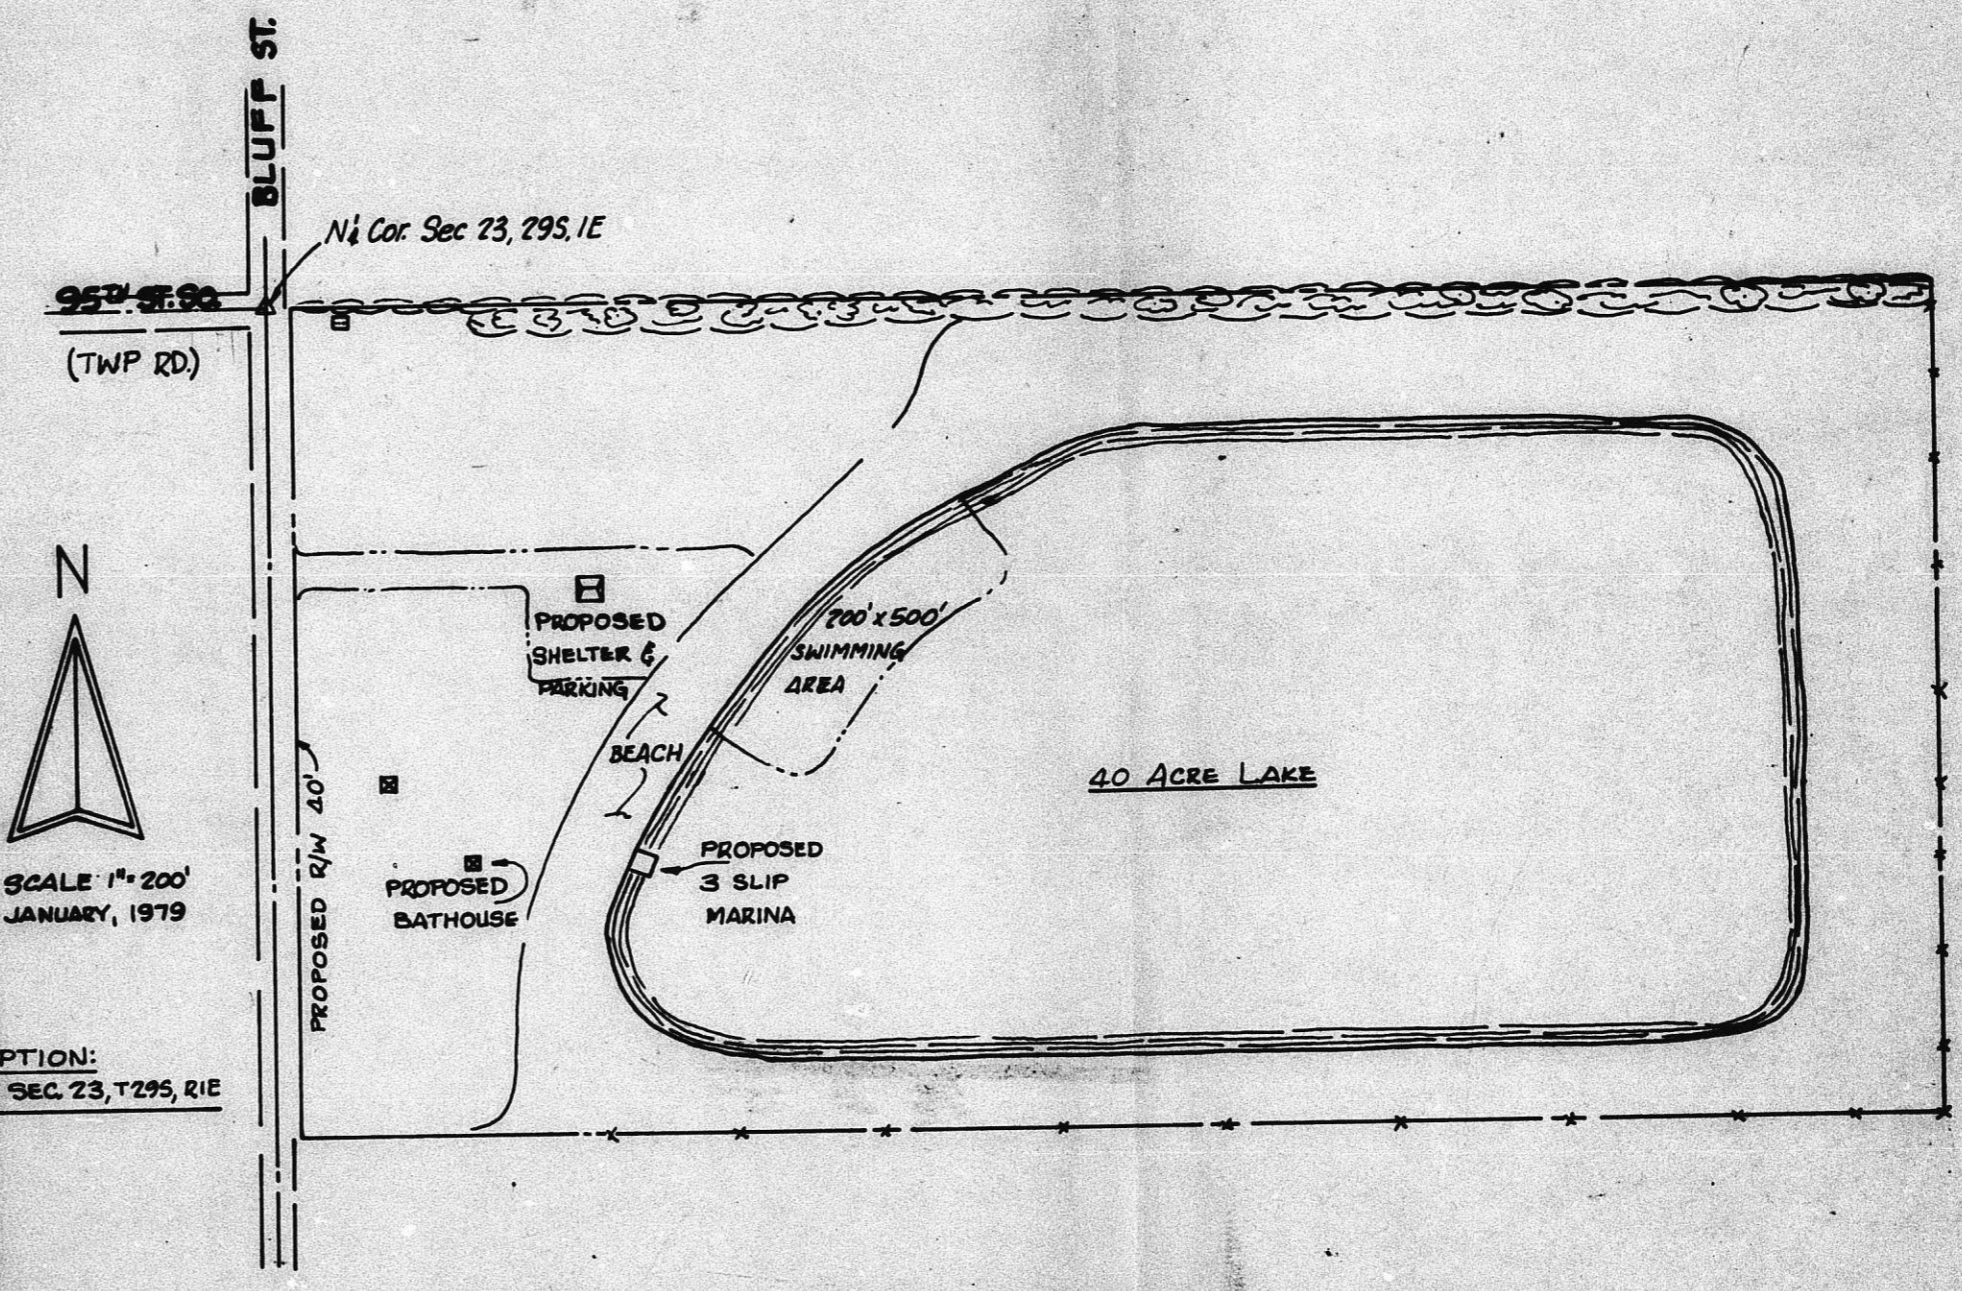 BLUFF ST.
N¼ Cor. Sec 23, 29S, 1E
95TH ST. SO.
(TWP RD.)
N
PROPOSED
SHELTER &
PARKING
200' x 500'
SWIMMING
AREA
BEACH
40 ACRE LAKE
PROPOSED R/W 40'
PROPOSED
3 SLIP
MARINA
PROPOSED
BATHOUSE
SCALE 1"=200'
JANUARY, 1979
PTION:
SEC. 23, T29S, R1E